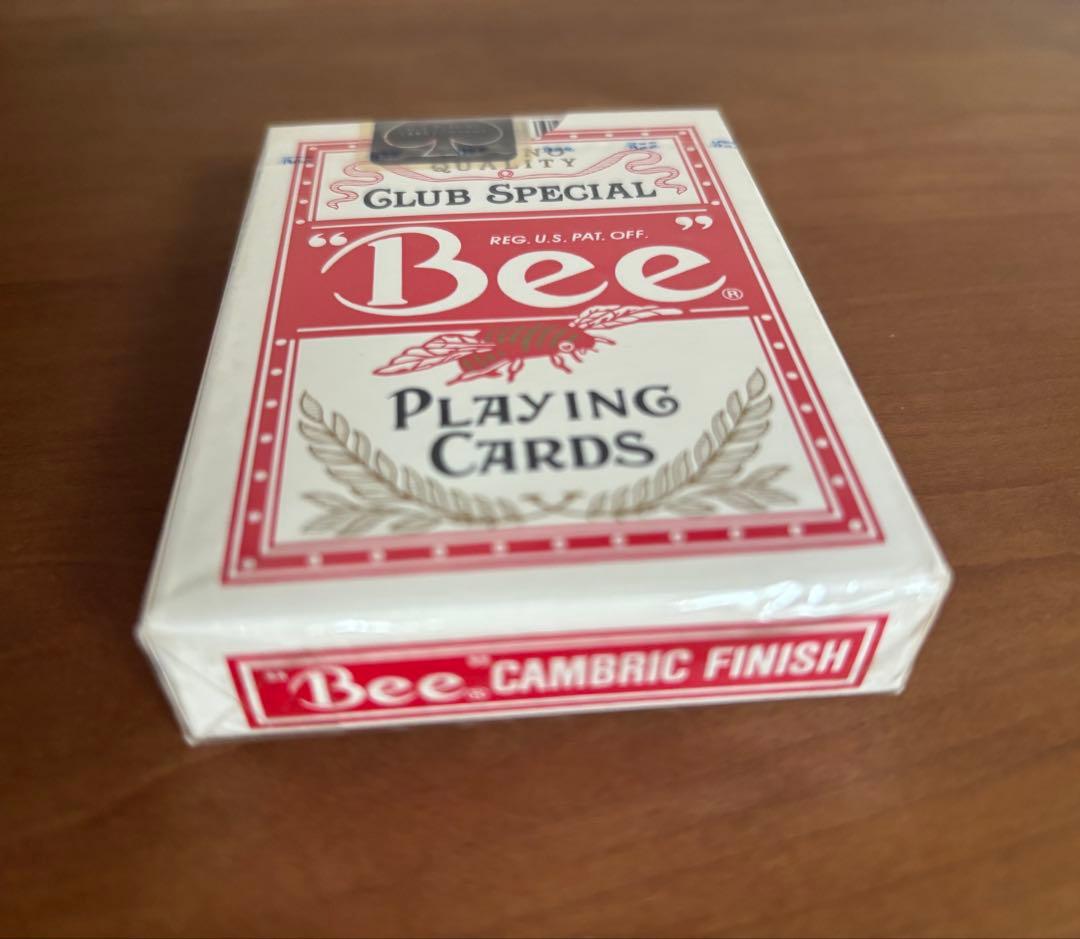 QUALITY
CLUB SPECIAL
REG. U.S. PAT. OFF.
"Bee"®
PLAYING
CARDS
"Bee"® CAMBRIC FINISH